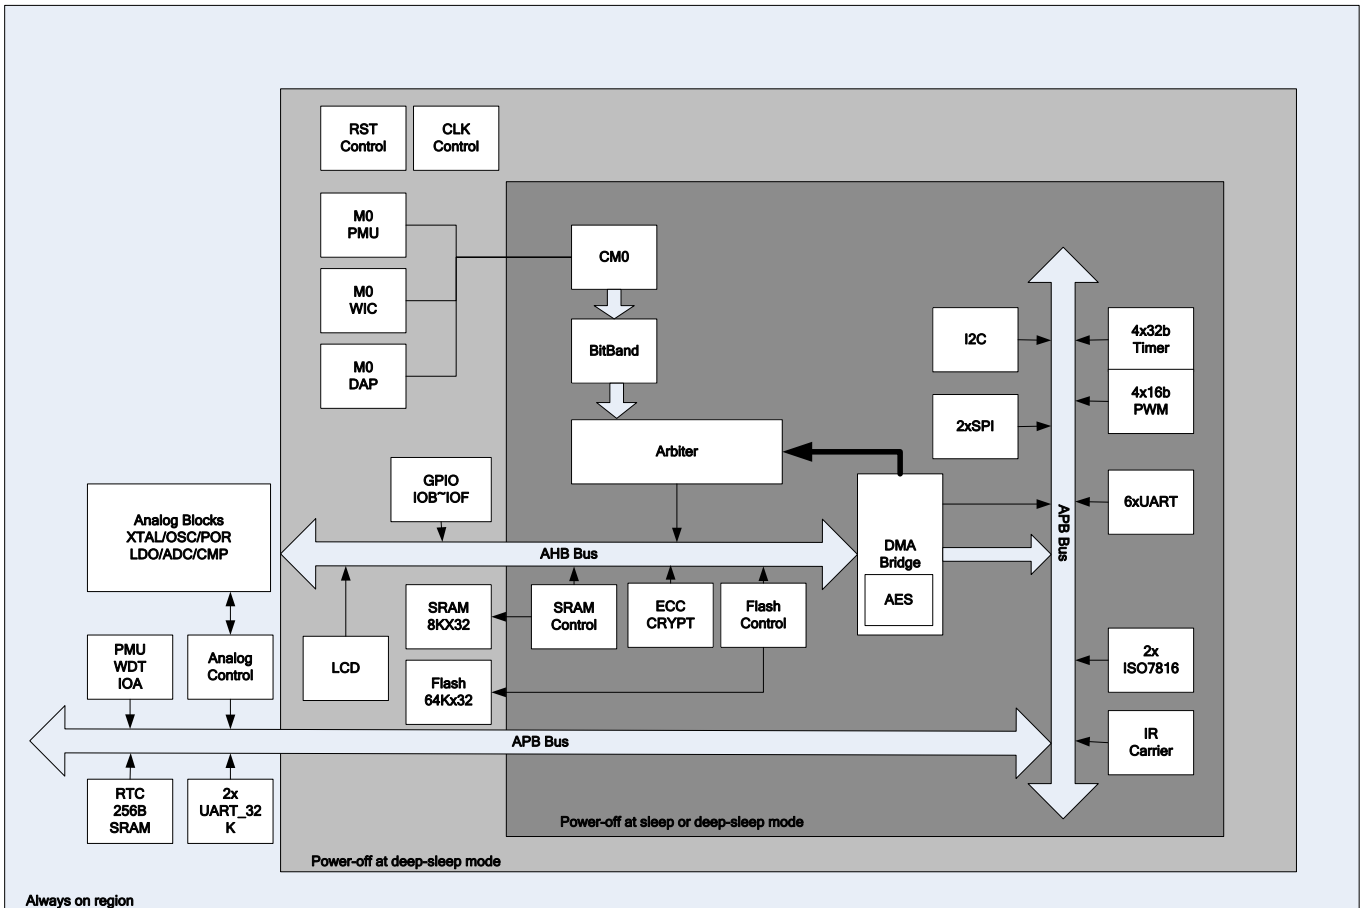 RST
Control
CLK
Control
M0
PMU
M0
WIC
M0
DAP
CM0
BitBand
Arbiter
I2C
2xSPI
4x32b
Timer
4x16b
PWM
6xUART
APB Bus
GPIO
IOB~IOF
Analog Blocks
XTAL/OSC/POR
LDO/ADC/CMP
AHB Bus
DMA
Bridge
AES
SRAM
8KX32
SRAM
Control
ECC
CRYPT
Flash
Control
LCD
Flash
64Kx32
PMU
WDT
IOA
Analog
Control
2x
ISO7816
IR
Carrier
APB Bus
RTC
256B
SRAM
2x
UART_32
K
Power-off at sleep or deep-sleep mode
Power-off at deep-sleep mode
Always on region